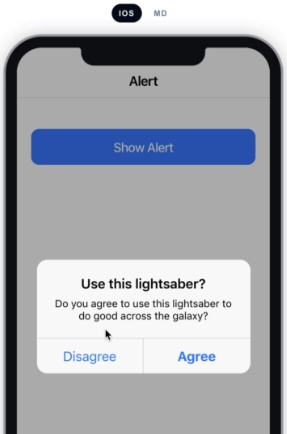 IOS MD
Alert
Show Alert
Use this lightsaber?
Do you agree to use this lightsaber to
do good across the galaxy?
Disagree Agree